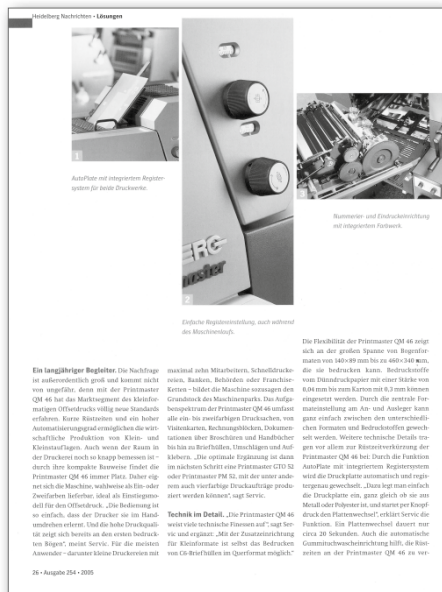 Heidelberg Nachrichten • Lösungen
1
AutoPlate mit integriertem Register-
system für beide Druckwerke.
ERG
master
2
Einfache Registereinstellung, auch während
des Maschinenlaufs.
3
Nummerier- und Eindruckeinrichtung
mit integriertem Farbwerk.
Ein langjähriger Begleiter. Die Nachfrage
ist außerordentlich groß und kommt nicht
von ungefähr, denn mit der Printmaster
QM 46 hat das Marktsegment des kleinfor-
matigen Offsetdrucks völlig neue Standards
erfahren. Kurze Rüstzeiten und ein hoher
Automatisierungsgrad ermöglichen die wirt-
schaftliche Produktion von Klein- und
Kleinstauflagen. Auch wenn der Raum in
der Druckerei noch so knapp bemessen ist –
durch ihre kompakte Bauweise findet die
Printmaster QM 46 immer Platz. Daher eig-
net sich die Maschine, wahlweise als Ein- oder
Zweifarben lieferbar, ideal als Einstiegsmo-
dell für den Offsetdruck. „Die Bedienung ist
so einfach, dass der Drucker sie im Hand-
umdrehen erlernt. Und die hohe Druckquali-
tät zeigt sich bereits an den ersten bedruck-
ten Bögen", meint Servic. Für die meisten
Anwender – darunter kleine Druckereien mit
maximal zehn Mitarbeitern, Schnelldrucke-
reien, Banken, Behörden oder Franchise-
Ketten – bildet die Maschine sozusagen den
Grundstock des Maschinenparks. Das Aufga-
benspektrum der Printmaster QM 46 umfasst
alle ein- bis zweifarbigen Drucksachen, von
Visitenkarten, Rechnungsblöcken, Dokumen-
tationen über Broschüren und Handbücher
bis hin zu Briefhüllen, Umschlägen und Auf-
klebern. „Die optimale Ergänzung ist dann
im nächsten Schritt eine Printmaster GTO 52
oder Printmaster PM 52, mit der unter ande-
rem auch vierfarbige Druckaufträge produ-
ziert werden können", sagt Servic.
Technik im Detail. „Die Printmaster QM 46
weist viele technische Finessen auf", sagt Ser-
vic und ergänzt: „Mit der Zusatzeinrichtung
für Kleinformate ist selbst das Bedrucken
von C6-Briefhüllen im Querformat möglich."
Die Flexibilität der Printmaster QM 46 zeigt
sich an der großen Spanne von Bogenfor-
maten von 140 × 89 mm bis zu 460 × 340 mm,
die sie bedrucken kann. Bedruckstoffe
vom Dünndruckpapier mit einer Stärke von
0,04 mm bis zum Karton mit 0,3 mm können
eingesetzt werden. Durch die zentrale For-
mateinstellung am An- und Ausleger kann
ganz einfach zwischen den unterschiedli-
chen Formaten und Bedruckstoffen gewech-
selt werden. Weitere technische Details tra-
gen vor allem zur Rüstzeitverkürzung der
Printmaster QM 46 bei: Durch die Funktion
AutoPlate mit integriertem Registersystem
wird die Druckplatte automatisch und regis-
tergenau gewechselt. „Dazu legt man einfach
die Druckplatte ein, ganz gleich ob sie aus
Metall oder Polyester ist, und startet per Knopf-
druck den Plattenwechsel", erklärt Servic die
Funktion. Ein Plattenwechsel dauert nur
circa 20 Sekunden. Auch die automatische
Gummituchwascheinrichtung hilft, die Rüst-
zeiten an der Printmaster QM 46 zu ver-
26 • Ausgabe 254 • 2005